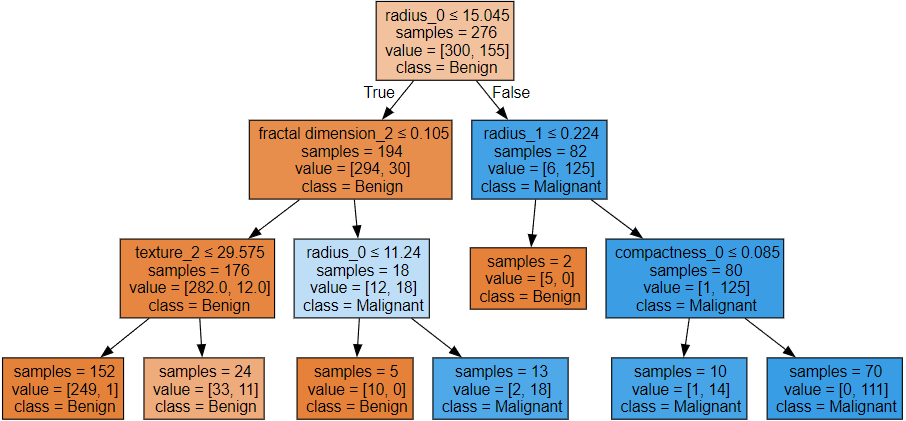 radius_0 ≤ 15.045
samples = 276
value = [300, 155]
class = Benign
True
False
fractal dimension_2 ≤ 0.105
samples = 194
value = [294, 30]
class = Benign
radius_1 ≤ 0.224
samples = 82
value = [6, 125]
class = Malignant
texture_2 ≤ 29.575
samples = 176
value = [282.0, 12.0]
class = Benign
radius_0 ≤ 11.24
samples = 18
value = [12, 18]
class = Malignant
samples = 2
value = [5, 0]
class = Benign
compactness_0 ≤ 0.085
samples = 80
value = [1, 125]
class = Malignant
samples = 152
value = [249, 1]
class = Benign
samples = 24
value = [33, 11]
class = Benign
samples = 5
value = [10, 0]
class = Benign
samples = 13
value = [2, 18]
class = Malignant
samples = 10
value = [1, 14]
class = Malignant
samples = 70
value = [0, 111]
class = Malignant